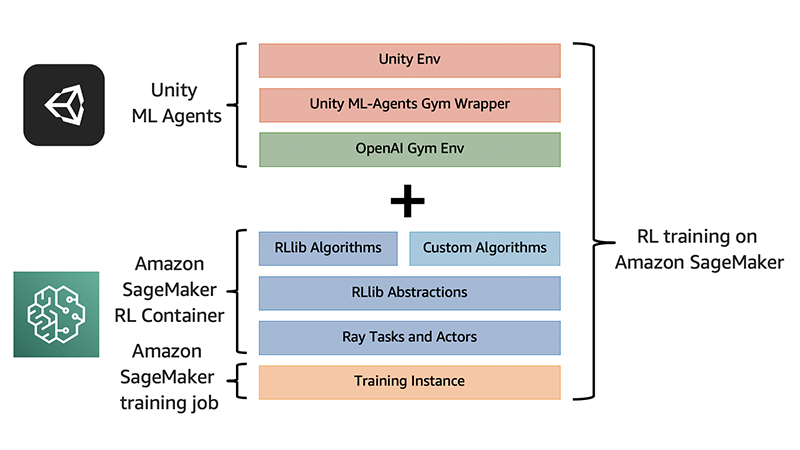 Unity
ML Agents
Unity Env
Unity ML-Agents Gym Wrapper
OpenAI Gym Env
+
Amazon
SageMaker
RL Container
RLlib Algorithms
Custom Algorithms
RLlib Abstractions
Ray Tasks and Actors
Amazon
SageMaker
training job
Training Instance
RL training on
Amazon SageMaker